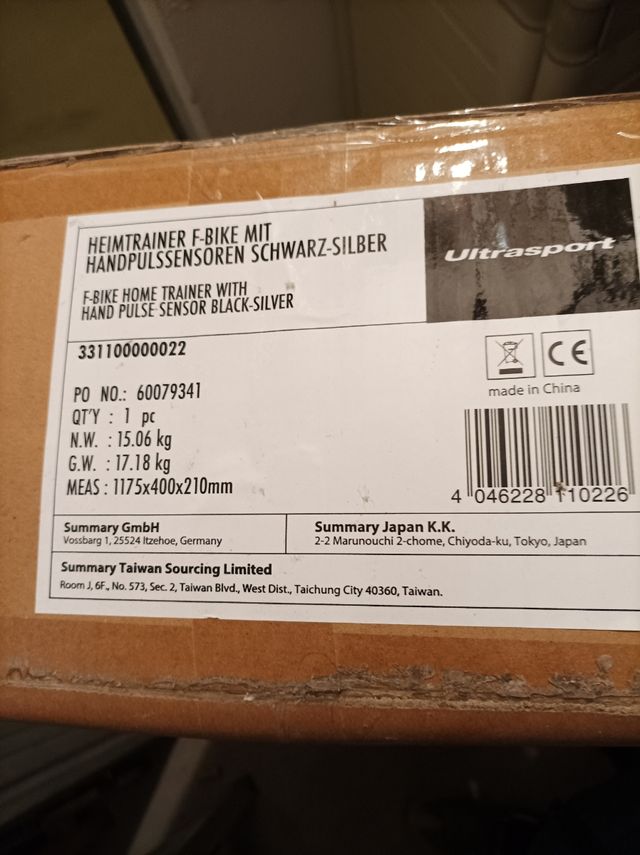 HEIMTRAINER F-BIKE MIT
HANDPULSSENSOREN SCHWARZ-SILBER
F-BIKE HOME TRAINER WITH
HAND PULSE SENSOR BLACK-SILVER
Ultrasport
331100000022
PO NO.: 60079341
QT'Y : 1 pc
N.W. : 15.06 kg
G.W. : 17.18 kg
MEAS : 1175x400x210mm
CE
made in China
4 046228 110226
Summary GmbH
Vossbarg 1, 25524 Itzehoe, Germany
Summary Japan K.K.
2-2 Marunouchi 2-chome, Chiyoda-ku, Tokyo, Japan
Summary Taiwan Sourcing Limited
Room J, 6F., No. 573, Sec. 2, Taiwan Blvd., West Dist., Taichung City 40360, Taiwan.